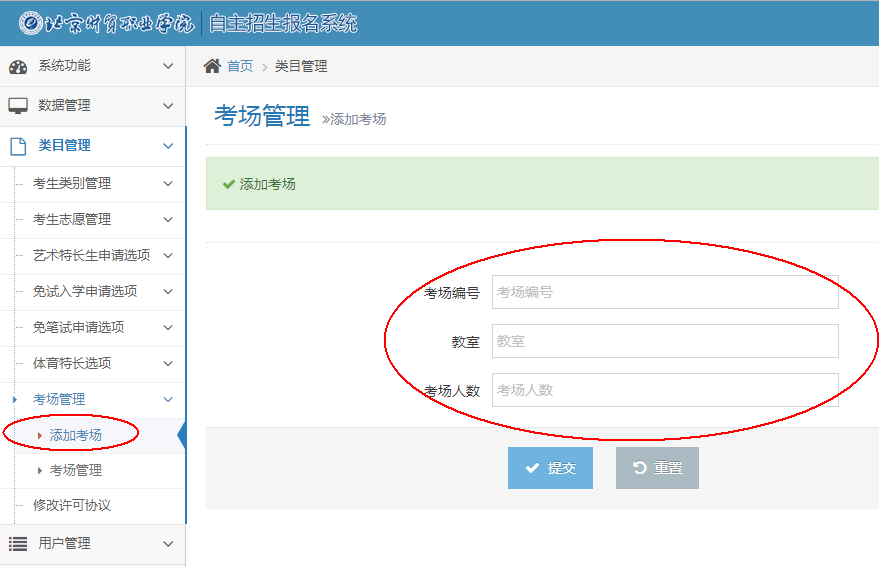 北京财贸职业学院 自主招生报名系统
系统功能
首页 > 类目管理
数据管理
考场管理 »添加考场
类目管理
添加考场
考生类别管理
考生志愿管理
艺术特长生申请选项
免试入学申请选项
考场编号 考场编号
免笔试申请选项
教室 教室
体育特长选项
考场人数 考场人数
考场管理
添加考场
考场管理
提交 重置
修改许可协议
用户管理